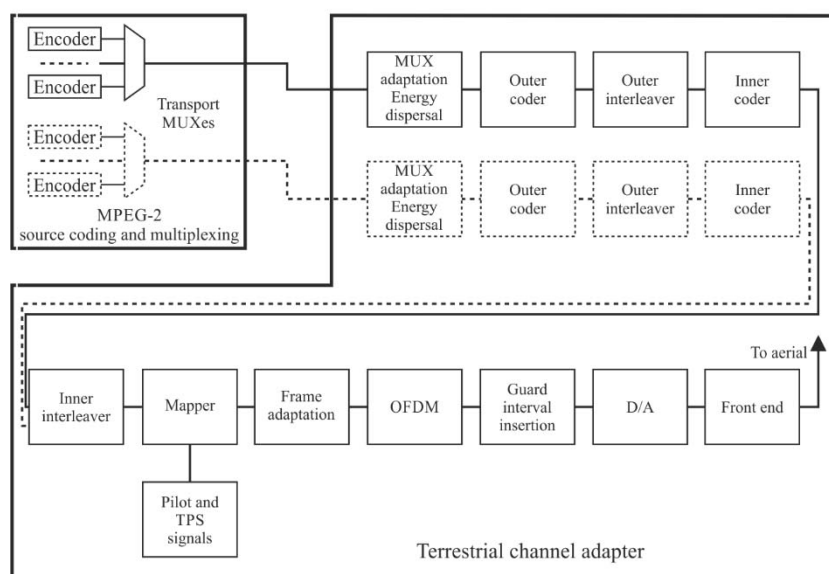 Encoder
Encoder
Transport
MUXes
Encoder
Encoder
MPEG-2
source coding and multiplexing
MUX
adaptation
Energy
dispersal
Outer
coder
Outer
interleaver
Inner
coder
MUX
adaptation
Energy
dispersal
Outer
coder
Outer
interleaver
Inner
coder
To aerial
Inner
interleaver
Mapper
Frame
adaptation
OFDM
Guard
interval
insertion
D/A
Front end
Pilot and
TPS
signals
Terrestrial channel adapter